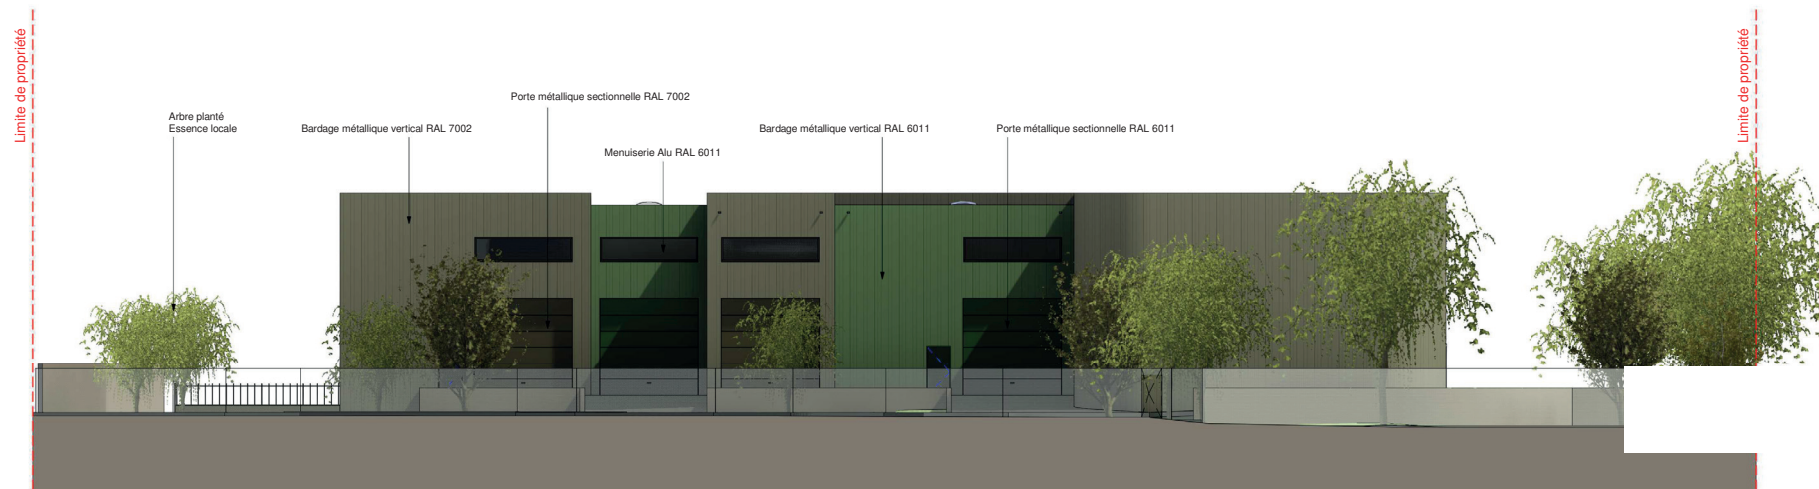 Limite de propriété
Arbre planté
Essence locale
Bardage métallique vertical RAL 7002
Porte métallique sectionnelle RAL 7002
Menuiserie Alu RAL 6011
Bardage métallique vertical RAL 6011
Porte métallique sectionnelle RAL 6011
Limite de propriété